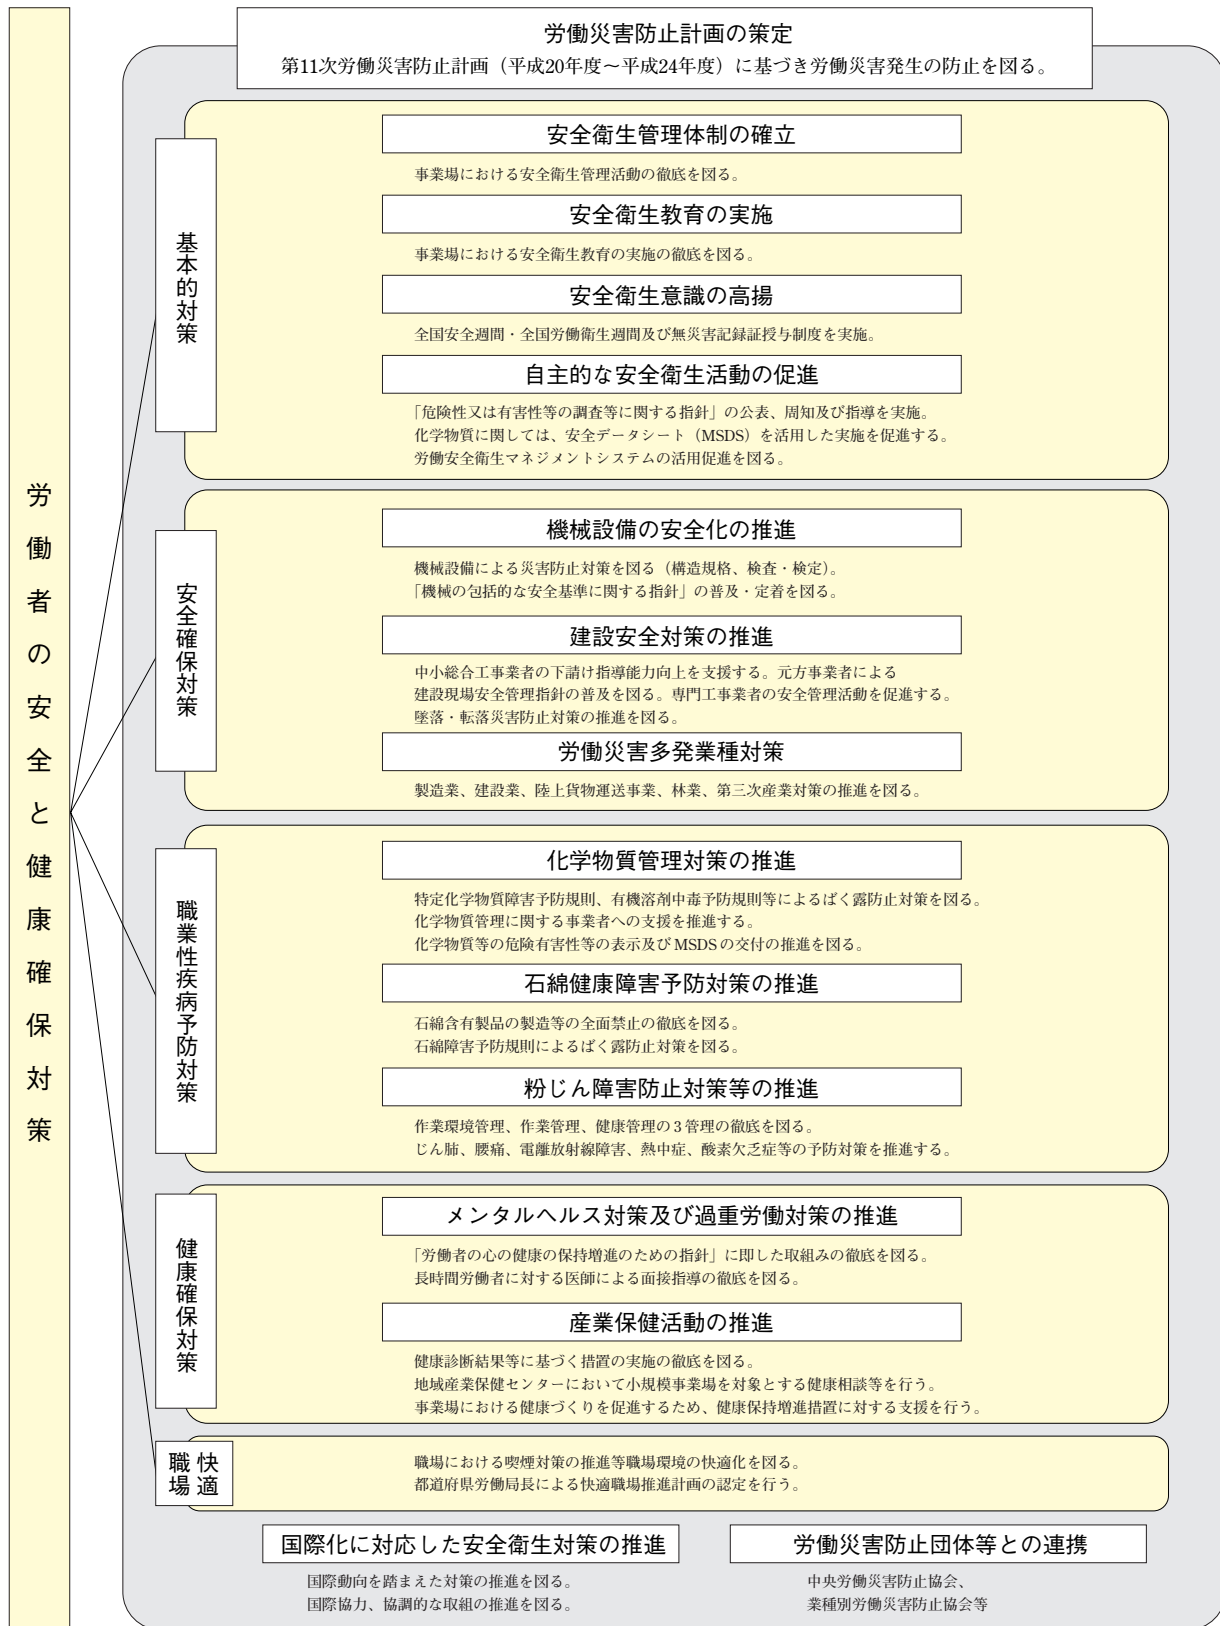 労働者の安全と健康確保対策
労働災害防止計画の策定
第11次労働災害防止計画（平成20年度～平成24年度）に基づき労働災害発生の防止を図る。
基本的対策
安全衛生管理体制の確立
事業場における安全衛生管理活動の徹底を図る。
安全衛生教育の実施
事業場における安全衛生教育の実施の徹底を図る。
安全衛生意識の高揚
全国安全週間・全国労働衛生週間及び無災害記録証授与制度を実施。
自主的な安全衛生活動の促進
「危険性又は有害性等の調査等に関する指針」の公表、周知及び指導を実施。
化学物質に関しては、安全データシート（MSDS）を活用した実施を促進する。
労働安全衛生マネジメントシステムの活用促進を図る。
安全確保対策
機械設備の安全化の推進
機械設備による災害防止対策を図る（構造規格、検査・検定）。
「機械の包括的な安全基準に関する指針」の普及・定着を図る。
建設安全対策の推進
中小総合工事業者の下請け指導能力向上を支援する。元方事業者による
建設現場安全管理指針の普及を図る。専門工事業者の安全管理活動を促進する。
墜落・転落災害防止対策の推進を図る。
労働災害多発業種対策
製造業、建設業、陸上貨物運送事業、林業、第三次産業対策の推進を図る。
職業性疾病予防対策
化学物質管理対策の推進
特定化学物質障害予防規則、有機溶剤中毒予防規則等によるばく露防止対策を図る。
化学物質管理に関する事業者への支援を推進する。
化学物質等の危険有害性等の表示及びMSDSの交付の推進を図る。
石綿健康障害予防対策の推進
石綿含有製品の製造等の全面禁止の徹底を図る。
石綿障害予防規則によるばく露防止対策を図る。
粉じん障害防止対策等の推進
作業環境管理、作業管理、健康管理の3管理の徹底を図る。
じん肺、腰痛、電離放射線障害、熱中症、酸素欠乏症等の予防対策を推進する。
健康確保対策
メンタルヘルス対策及び過重労働対策の推進
「労働者の心の健康の保持増進のための指針」に即した取組みの徹底を図る。
長時間労働者に対する医師による面接指導の徹底を図る。
産業保健活動の推進
健康診断結果等に基づく措置の実施の徹底を図る。
地域産業保健センターにおいて小規模事業場を対象とする健康相談等を行う。
事業場における健康づくりを促進するため、健康保持増進措置に対する支援を行う。
快適
職場
職場における喫煙対策の推進等職場環境の快適化を図る。
都道府県労働局長による快適職場推進計画の認定を行う。
国際化に対応した安全衛生対策の推進
国際動向を踏まえた対策の推進を図る。
国際協力、協調的な取組の推進を図る。
労働災害防止団体等との連携
中央労働災害防止協会、
業種別労働災害防止協会等